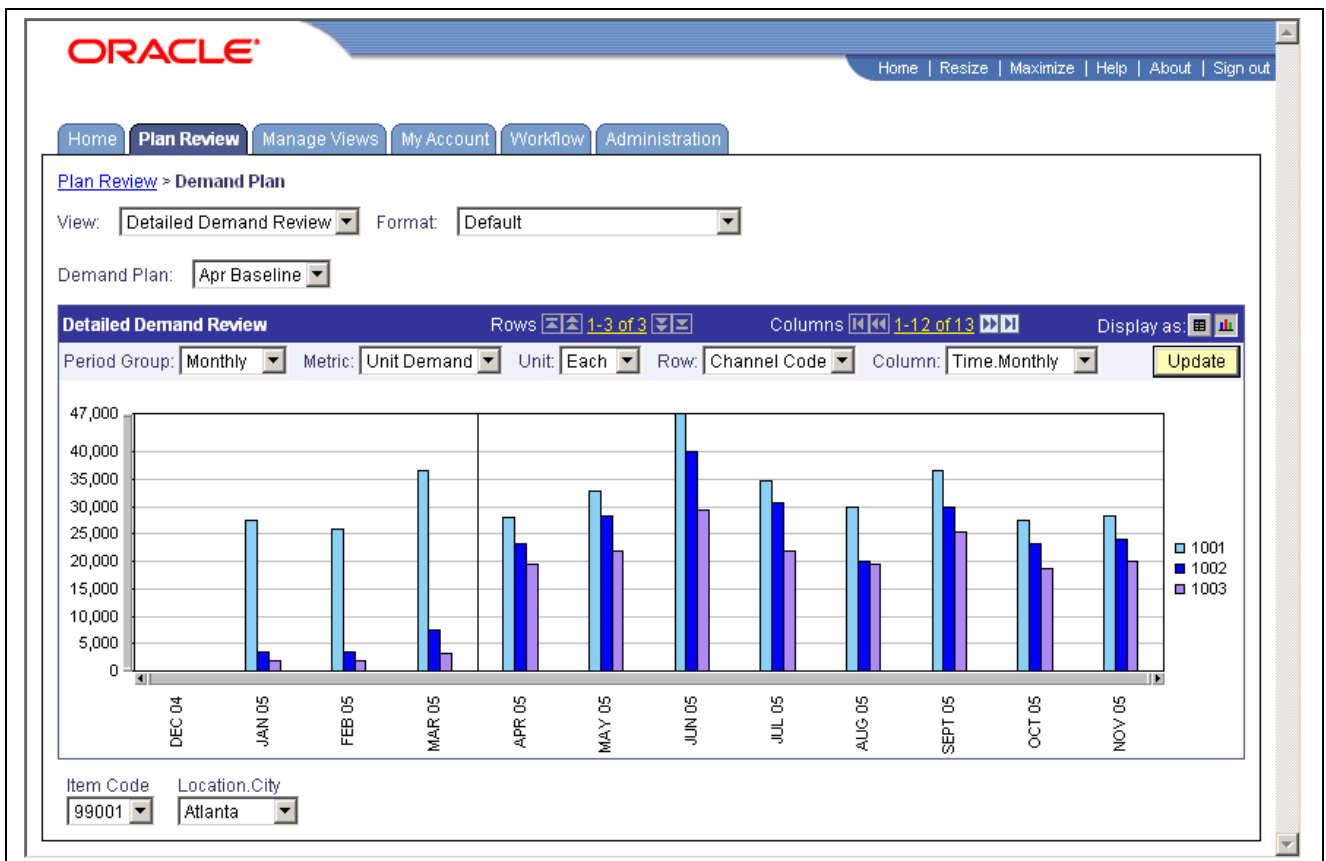 ORACLE
Home | Resize | Maximize | Help | About | Sign out
Home Plan Review Manage Views My Account Workflow Administration
Plan Review > Demand Plan
View: Detailed Demand Review Format: Default
Demand Plan: Apr Baseline
Detailed Demand Review Rows 1-3 of 3 Columns 1-12 of 13 Display as:
Period Group: Monthly Metric: Unit Demand Unit: Each Row: Channel Code Column: Time.Monthly Update
47,000
40,000
35,000
30,000
25,000
20,000
15,000
10,000
5,000
0
1001
1002
1003
DEC 04 JAN 05 FEB 05 MAR 05 APR 05 MAY 05 JUN 05 JUL 05 AUG 05 SEPT 05 OCT 05 NOV 05
Item Code Location.City
99001 Atlanta